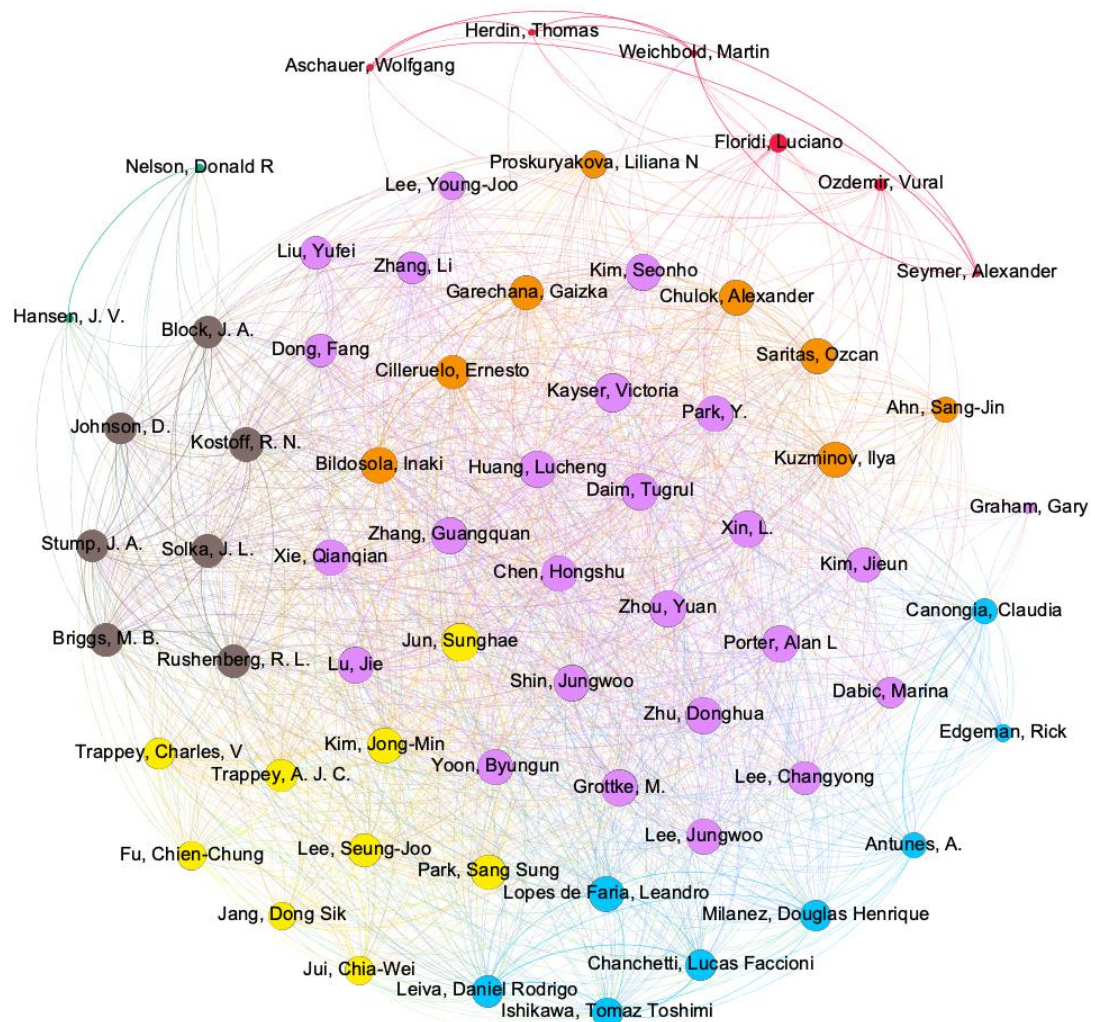 Herdin, Thomas
Weichbold, Martin
Aschauer, Wolfgang
Floridi, Luciano
Proskuryakova, Liliana N
Nelson, Donald R
Lee, Young-Joo
Ozdemir, Vural
Liu, Yufei
Zhang, Li
Kim, Seonho
Seymer, Alexander
Garechana, Gaizka
Chulok, Alexander
Hansen, J. V.
Block, J. A.
Dong, Fang
Saritas, Ozcan
Cilleruelo, Ernesto
Kayser, Victoria
Ahn, Sang-Jin
Park, Y.
Johnson, D.
Kostoff, R. N.
Kuzminov, Ilya
Bildosola, Inaki
Huang, Lucheng
Daim, Tugrul
Graham, Gary
Xin, L.
Zhang, Guangquan
Stump, J. A.
Solka, J. L.
Xie, Qianqian
Kim, Jieun
Chen, Hongshu
Zhou, Yuan
Canongia, Claudia
Briggs, M. B.
Jun, Sunghae
Porter, Alan L
Rushenberg, R. L.
Lu, Jie
Shin, Jungwoo
Dabic, Marina
Zhu, Donghua
Edgeman, Rick
Kim, Jong-Min
Trappey, Charles, V
Yoon, Byungun
Trappey, A. J. C.
Lee, Changyong
Grottke, M.
Lee, Jungwoo
Antunes, A.
Lee, Seung-Joo
Fu, Chien-Chung
Park, Sang Sung
Lopes de Faria, Leandro
Jang, Dong Sik
Milanez, Douglas Henrique
Chanchetti, Lucas Faccioni
Jui, Chia-Wei
Leiva, Daniel Rodrigo
Ishikawa, Tomaz Toshimi